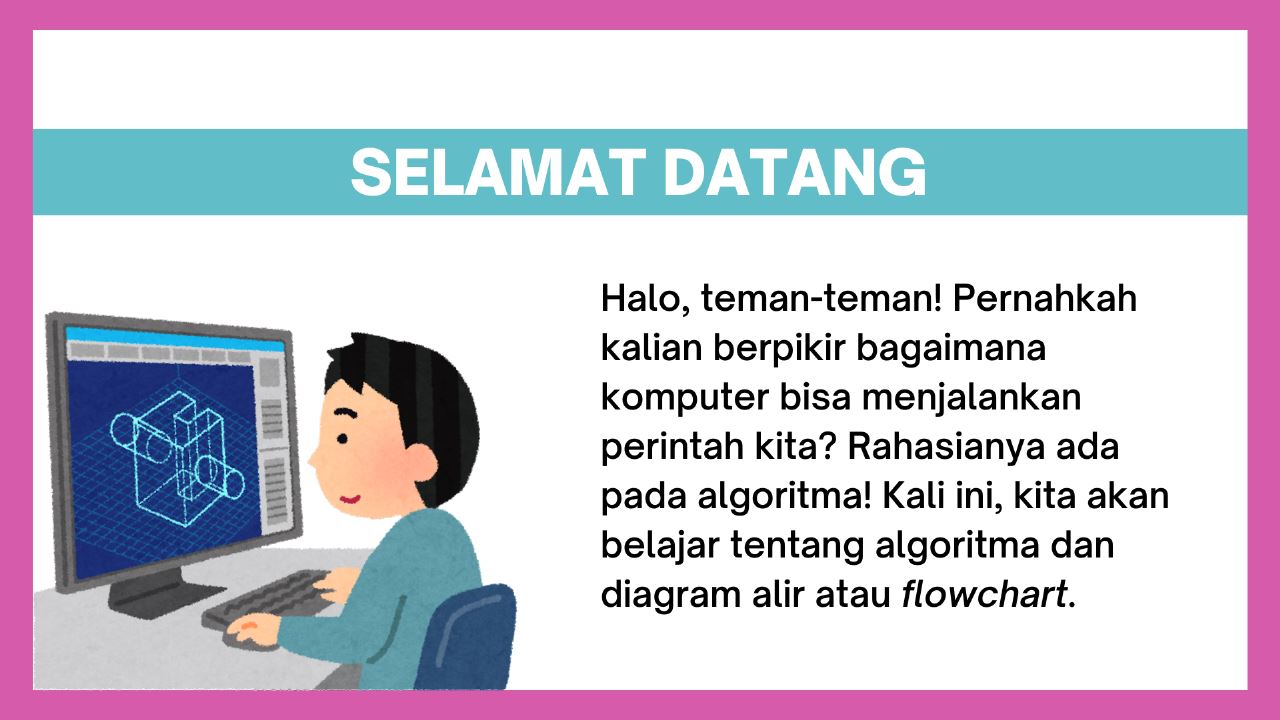 SELAMAT DATANG
Halo, teman-teman! Pernahkah
kalian berpikir bagaimana
komputer bisa menjalankan
perintah kita? Rahasianya ada
pada algoritma! Kali ini, kita akan
belajar tentang algoritma dan
diagram alir atau flowchart.